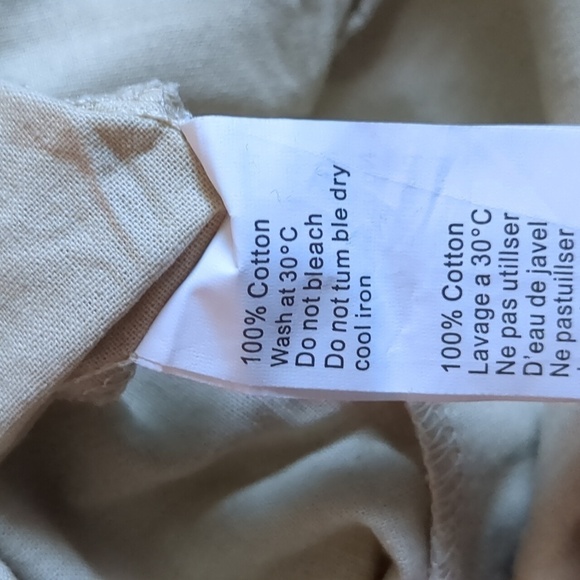 100% Cotton
Wash at 30°C
Do not bleach
Do not tum ble dry
cool iron
100% Cotton
Lavage a 30°C
Ne pas utillser
D'eau de javel
Ne pastuillser